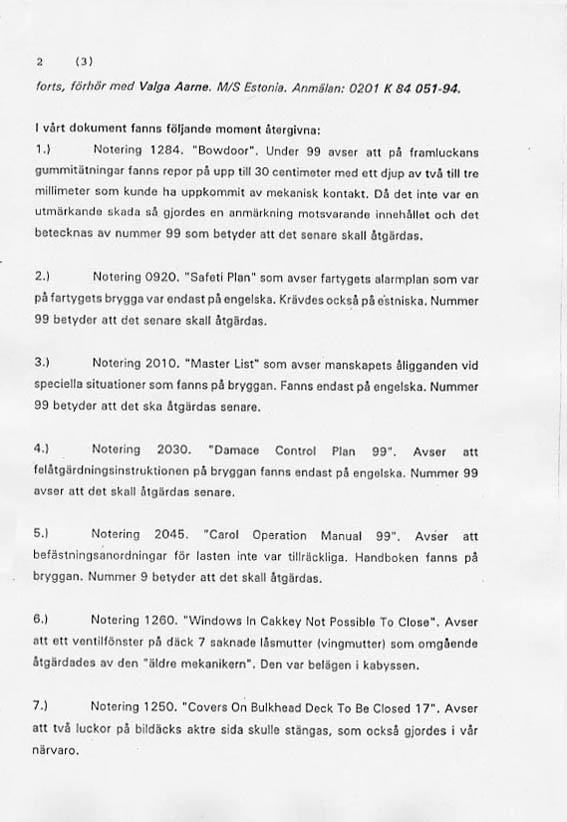 2 (3)
forts, förhör med Valga Aarne. M/S Estonia. Anmälan: 0201 K 84 051-94.
I vårt dokument fanns följande moment återgivna:
1.) Notering 1284. "Bowdoor". Under 99 avser att på framluckans
gummitätningar fanns repor på upp till 30 centimeter med ett djup av två till tre
millimeter som kunde ha uppkommit av mekanisk kontakt. Då det inte var en
utmärkande skada så gjordes en anmärkning motsvarande innehållet och det
betecknas av nummer 99 som betyder att det senare skall åtgärdas.
2.) Notering 0920. "Safeti Plan" som avser fartygets alarmplan som var
på fartygets brygga var endast på engelska. Krävdes också på estniska. Nummer
99 betyder att det senare skall åtgärdas.
3.) Notering 2010. "Master List" som avser manskapets åligganden vid
speciella situationer som fanns på bryggan. Fanns endast på engelska. Nummer
99 betyder att det ska åtgärdas senare.
4.) Notering 2030. "Damace Control Plan 99". Avser att
felåtgärdningsinstruktionen på bryggan fanns endast på engelska. Nummer 99
avser att det skall åtgärdas senare.
5.) Notering 2045. "Carol Operation Manual 99". Avser att
befästningsanordningar för lasten inte var tillräckliga. Handboken fanns på
bryggan. Nummer 9 betyder att det skall åtgärdas.
6.) Notering 1260. "Windows In Cakkey Not Possible To Close". Avser
att ett ventilfönster på däck 7 saknade låsmutter (vingmutter) som omgående
åtgärdades av den "äldre mekanikern". Den var belägen i kabyssen.
7.) Notering 1250. "Covers On Bulkhead Deck To Be Closed 17". Avser
att två luckor på bildäcks aktre sida skulle stängas, som också gjordes i vår
närvaro.